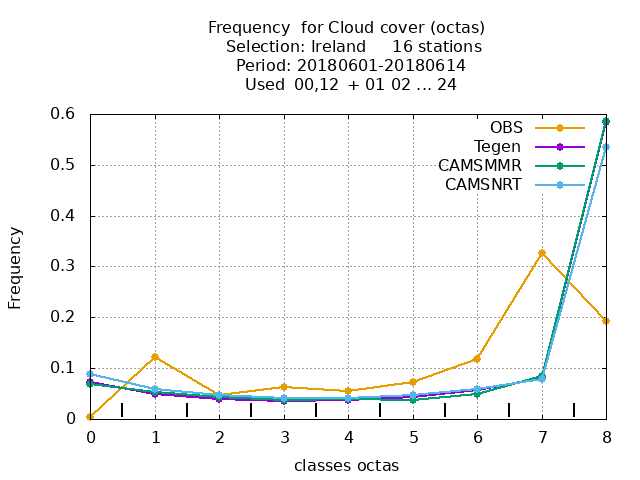 Frequency  for Cloud cover (octas)
Selection: Ireland     16 stations
Period: 20180601-20180614
Used  00,12  + 01 02 ... 24
OBS
Tegen
CAMSMMR
CAMSNRT
0.6
0.5
0.4
0.3
0.2
0.1
0
Frequency
0 1 2 3 4 5 6 7 8
classes octas